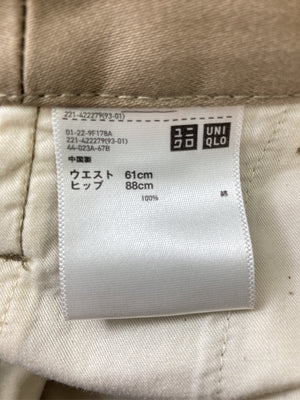 221-422279(93-01)
01-22-9F178A
221-422279(93-01)
44-023A-67B
中国製
ユニ
クロ
UNI
QLO
ウエスト 61cm
ヒップ 88cm
綿
100%